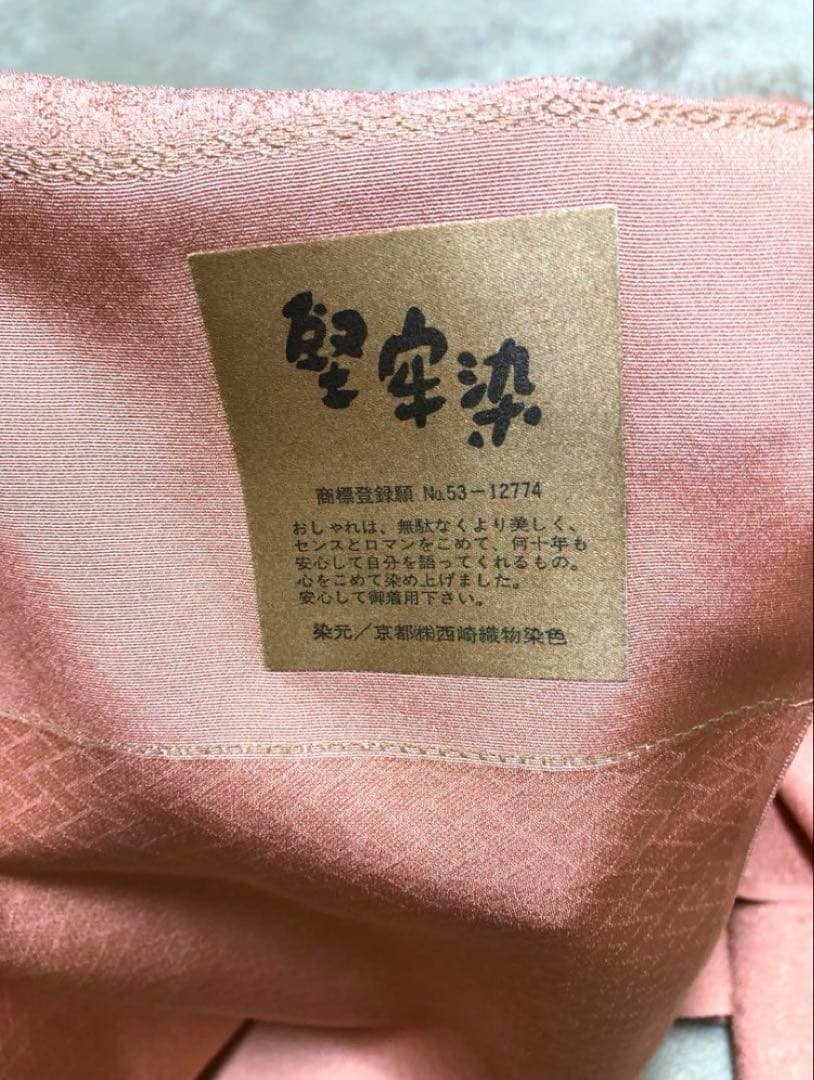 堅牢染
商標登録願 No.53-12774
おしゃれは、無駄なくより美しく、
センスとロマンをこめて、何十年も
安心して自分を語ってくれるもの。
心をこめて染め上げました。
安心して御着用下さい。
染元/京都㈱西崎織物染色